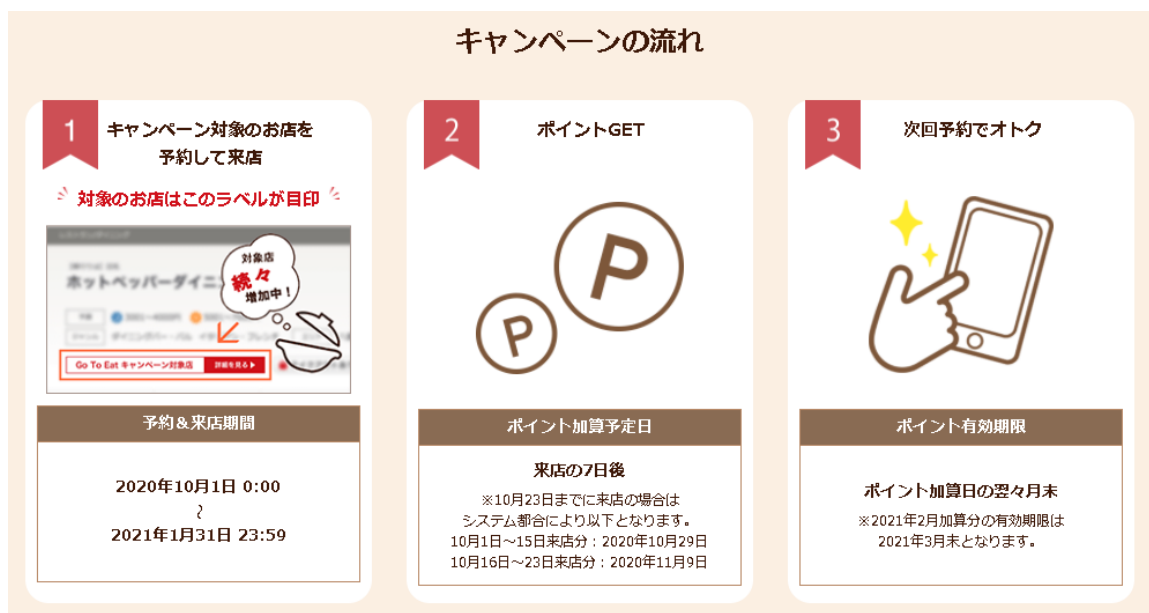 キャンペーンの流れ
1
キャンペーン対象のお店を
予約して来店
対象のお店はこのラベルが目印
ホットペッパーダイニ
対象店
続々
増加中！
Go To Eat キャンペーン対象店
詳細を見る▶
予約＆来店期間
2020年10月1日 0:00
～
2021年1月31日 23:59
2
ポイントGET
P
P
ポイント加算予定日
来店の7日後
※10月23日までに来店の場合は
システム都合により以下となります。
10月1日～15日来店分：2020年10月29日
10月16日～23日来店分：2020年11月9日
3
次回予約でオトク
ポイント有効期限
ポイント加算日の翌々月末
※2021年2月加算分の有効期限は
2021年3月末となります。